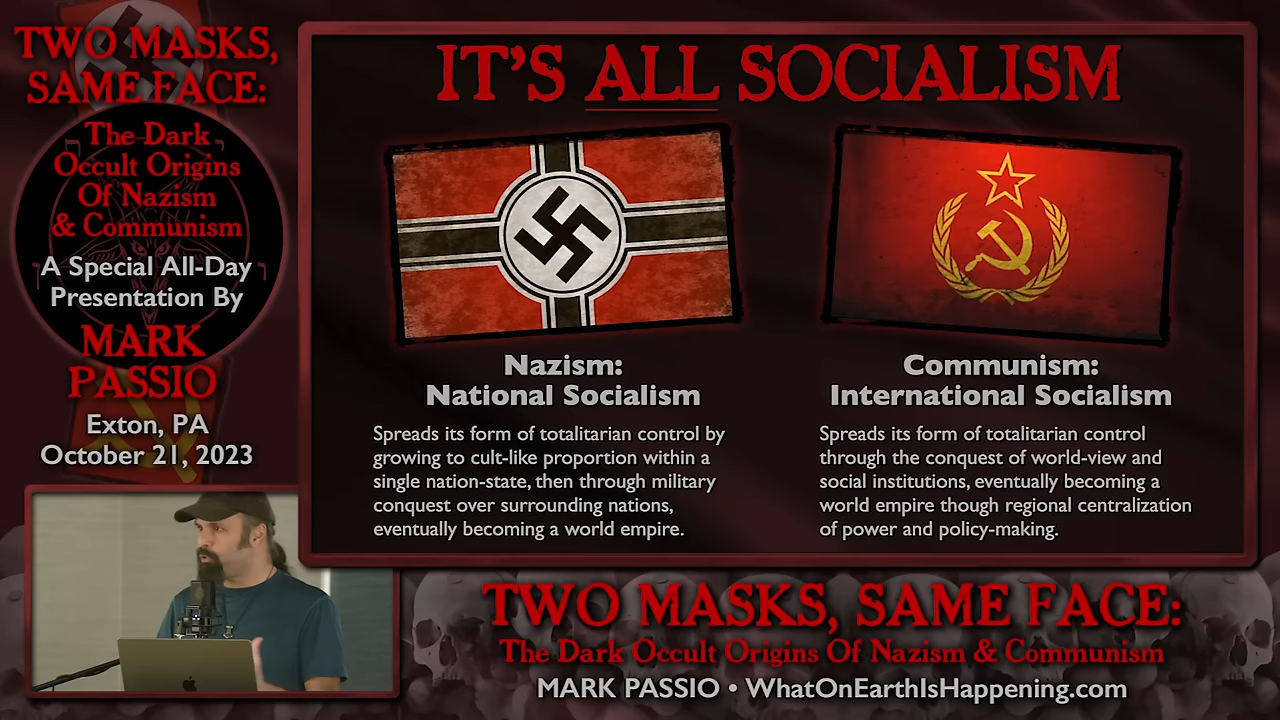 TWO MASKS,
SAME FACE:
The Dark
Occult Origins
Of Nazism
& Communism
A Special All-Day
Presentation By
MARK
PASSIO
Exton, PA
October 21, 2023
IT'S ALL SOCIALISM
Nazism:
National Socialism
Spreads its form of totalitarian control by
growing to cult-like proportion within a
single nation-state, then through military
conquest over surrounding nations,
eventually becoming a world empire.
Communism:
International Socialism
Spreads its form of totalitarian control
through the conquest of world-view and
social institutions, eventually becoming a
world empire though regional centralization
of power and policy-making.
TWO MASKS, SAME FACE:
The Dark Occult Origins Of Nazism & Communism
MARK PASSIO • WhatOnEarthIsHappening.com